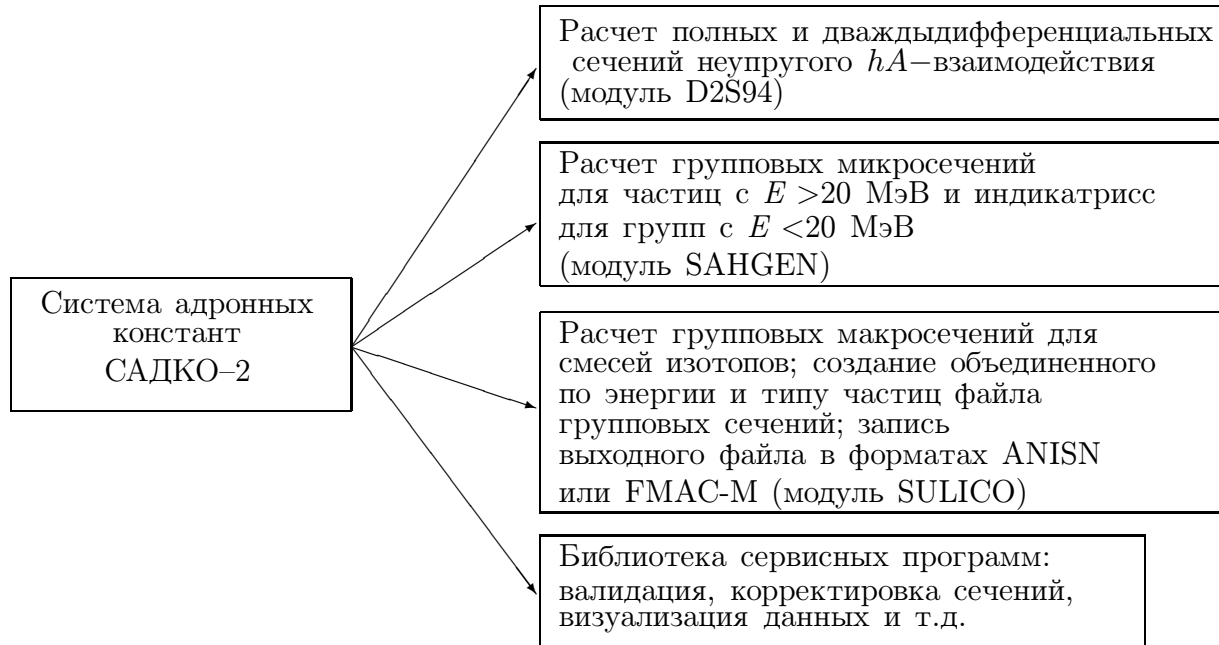 Расчет полных и дваждыдифференциальных
сечений неупругого hA−взаимодействия
(модуль D2S94)
Расчет групповых микросечений
для частиц с E >20 МэВ и индикатрисс
для групп с E <20 МэВ
(модуль SAHGEN)
Система адронных
констант
САДКО–2
Расчет групповых макросечений для
смесей изотопов; создание объединенного
по энергии и типу частиц файла
групповых сечений; запись
выходного файла в форматах ANISN
или FMAC-M (модуль SULICO)
Библиотека сервисных программ:
валидация, корректировка сечений,
визуализация данных и т.д.